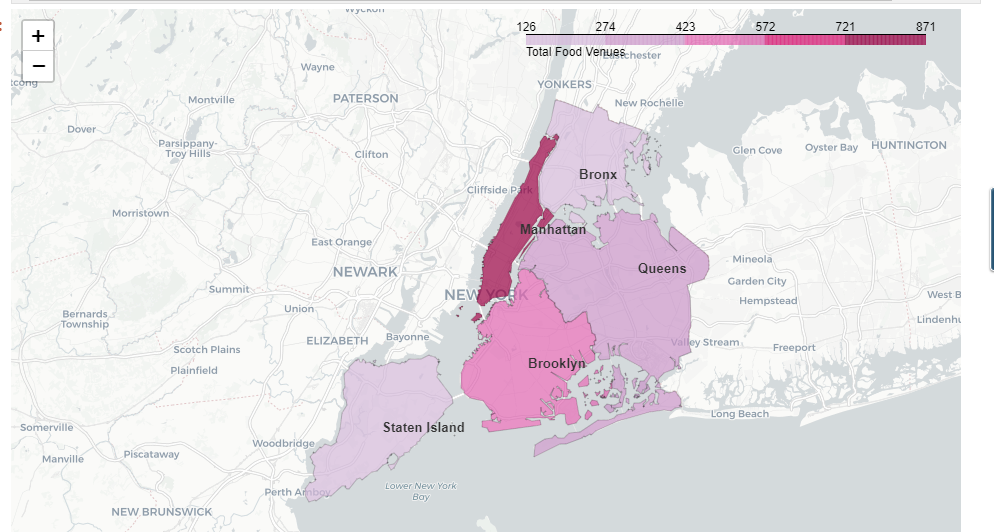 Wyckoff
+
−
126 274 423 572 721 871
Total Food Venues
Eastchester
Wayne
YONKERS
PATERSON
New Rochelle
Montville
Dover
Parsippany-
Troy Hills
Clifton
Glen Cove
Oyster Bay
HUNTINGTON
Bronx
Cliffside Park
Morristown
Manhattan
East Orange
Queens
Mineola
NEWARK
Garden City
Summit
NEW YORK
Hempstead
Union
West B
Bernards
Township
Lindenhu
ELIZABETH
Bayonne
Valley Stream
Freeport
Scotch Plains
Brooklyn
Plainfield
Long Beach
Somerville
Staten Island
Woodbridge
Piscataway
Manville
Perth Amboy
Lower New York
Bay
NEW BRUNSWICK